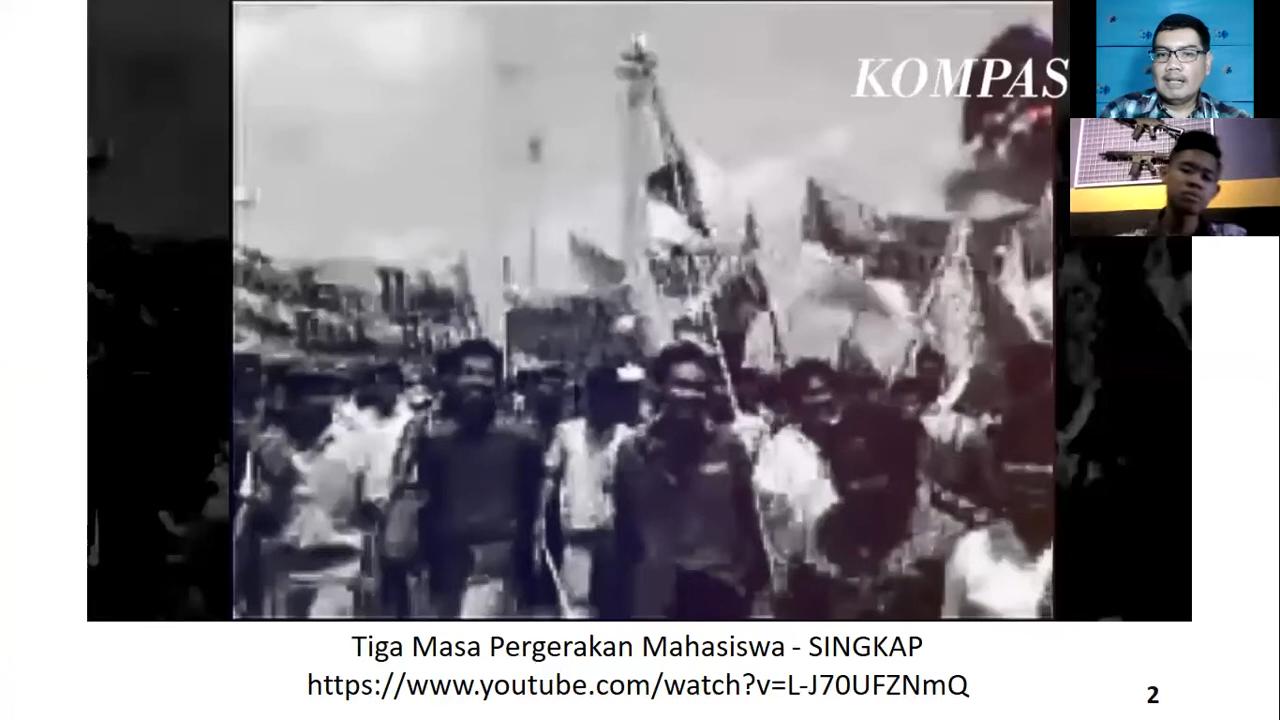 KOMPAS
Tiga Masa Pergerakan Mahasiswa - SINGKAP
https://www.youtube.com/watch?v=L-J70UFZNmQ
2